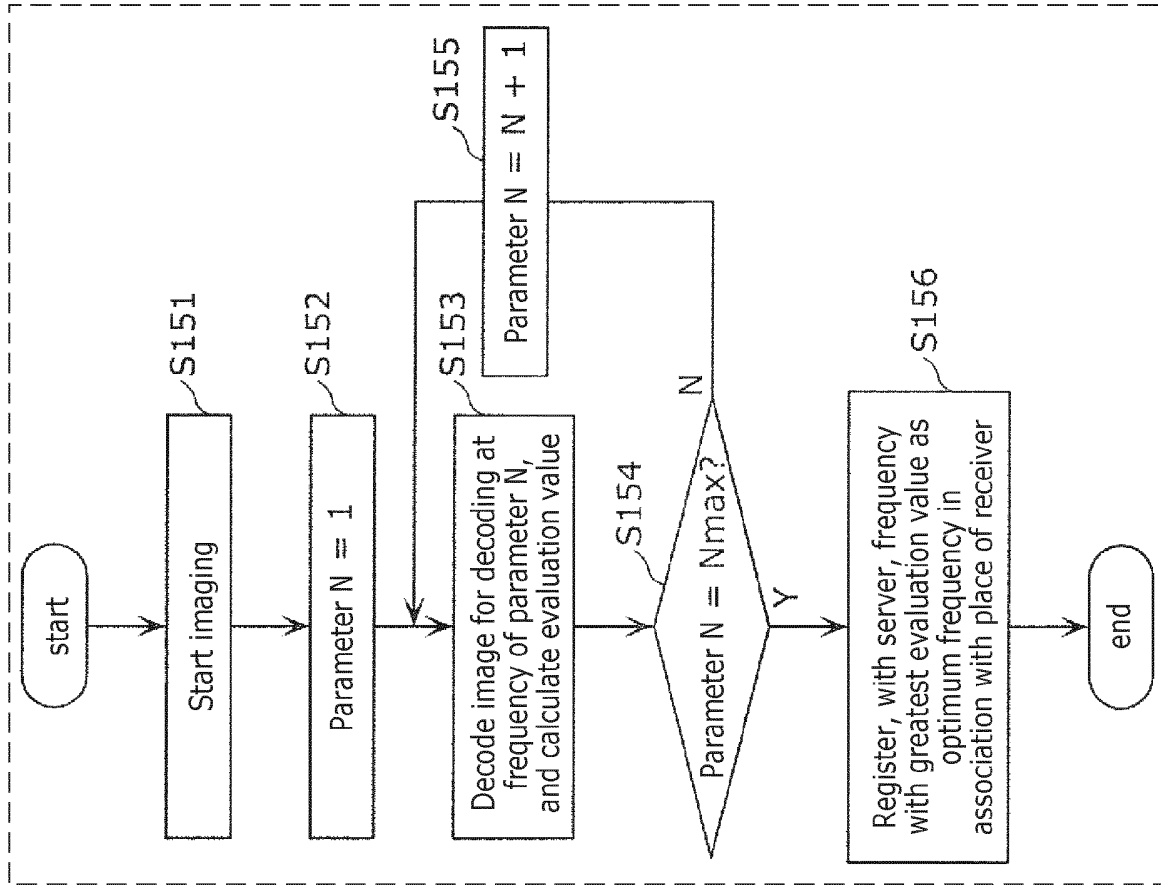 start
S151
Start imaging
S152
Parameter N = 1
S153
Decode image for decoding at
frequency of parameter N,
and calculate evaluation value
S155
Parameter N = N + 1
S154
Parameter N = Nmax?
N
Y
S156
Register, with server, frequency
with greatest evaluation value as
optimum frequency in
association with place of receiver
end